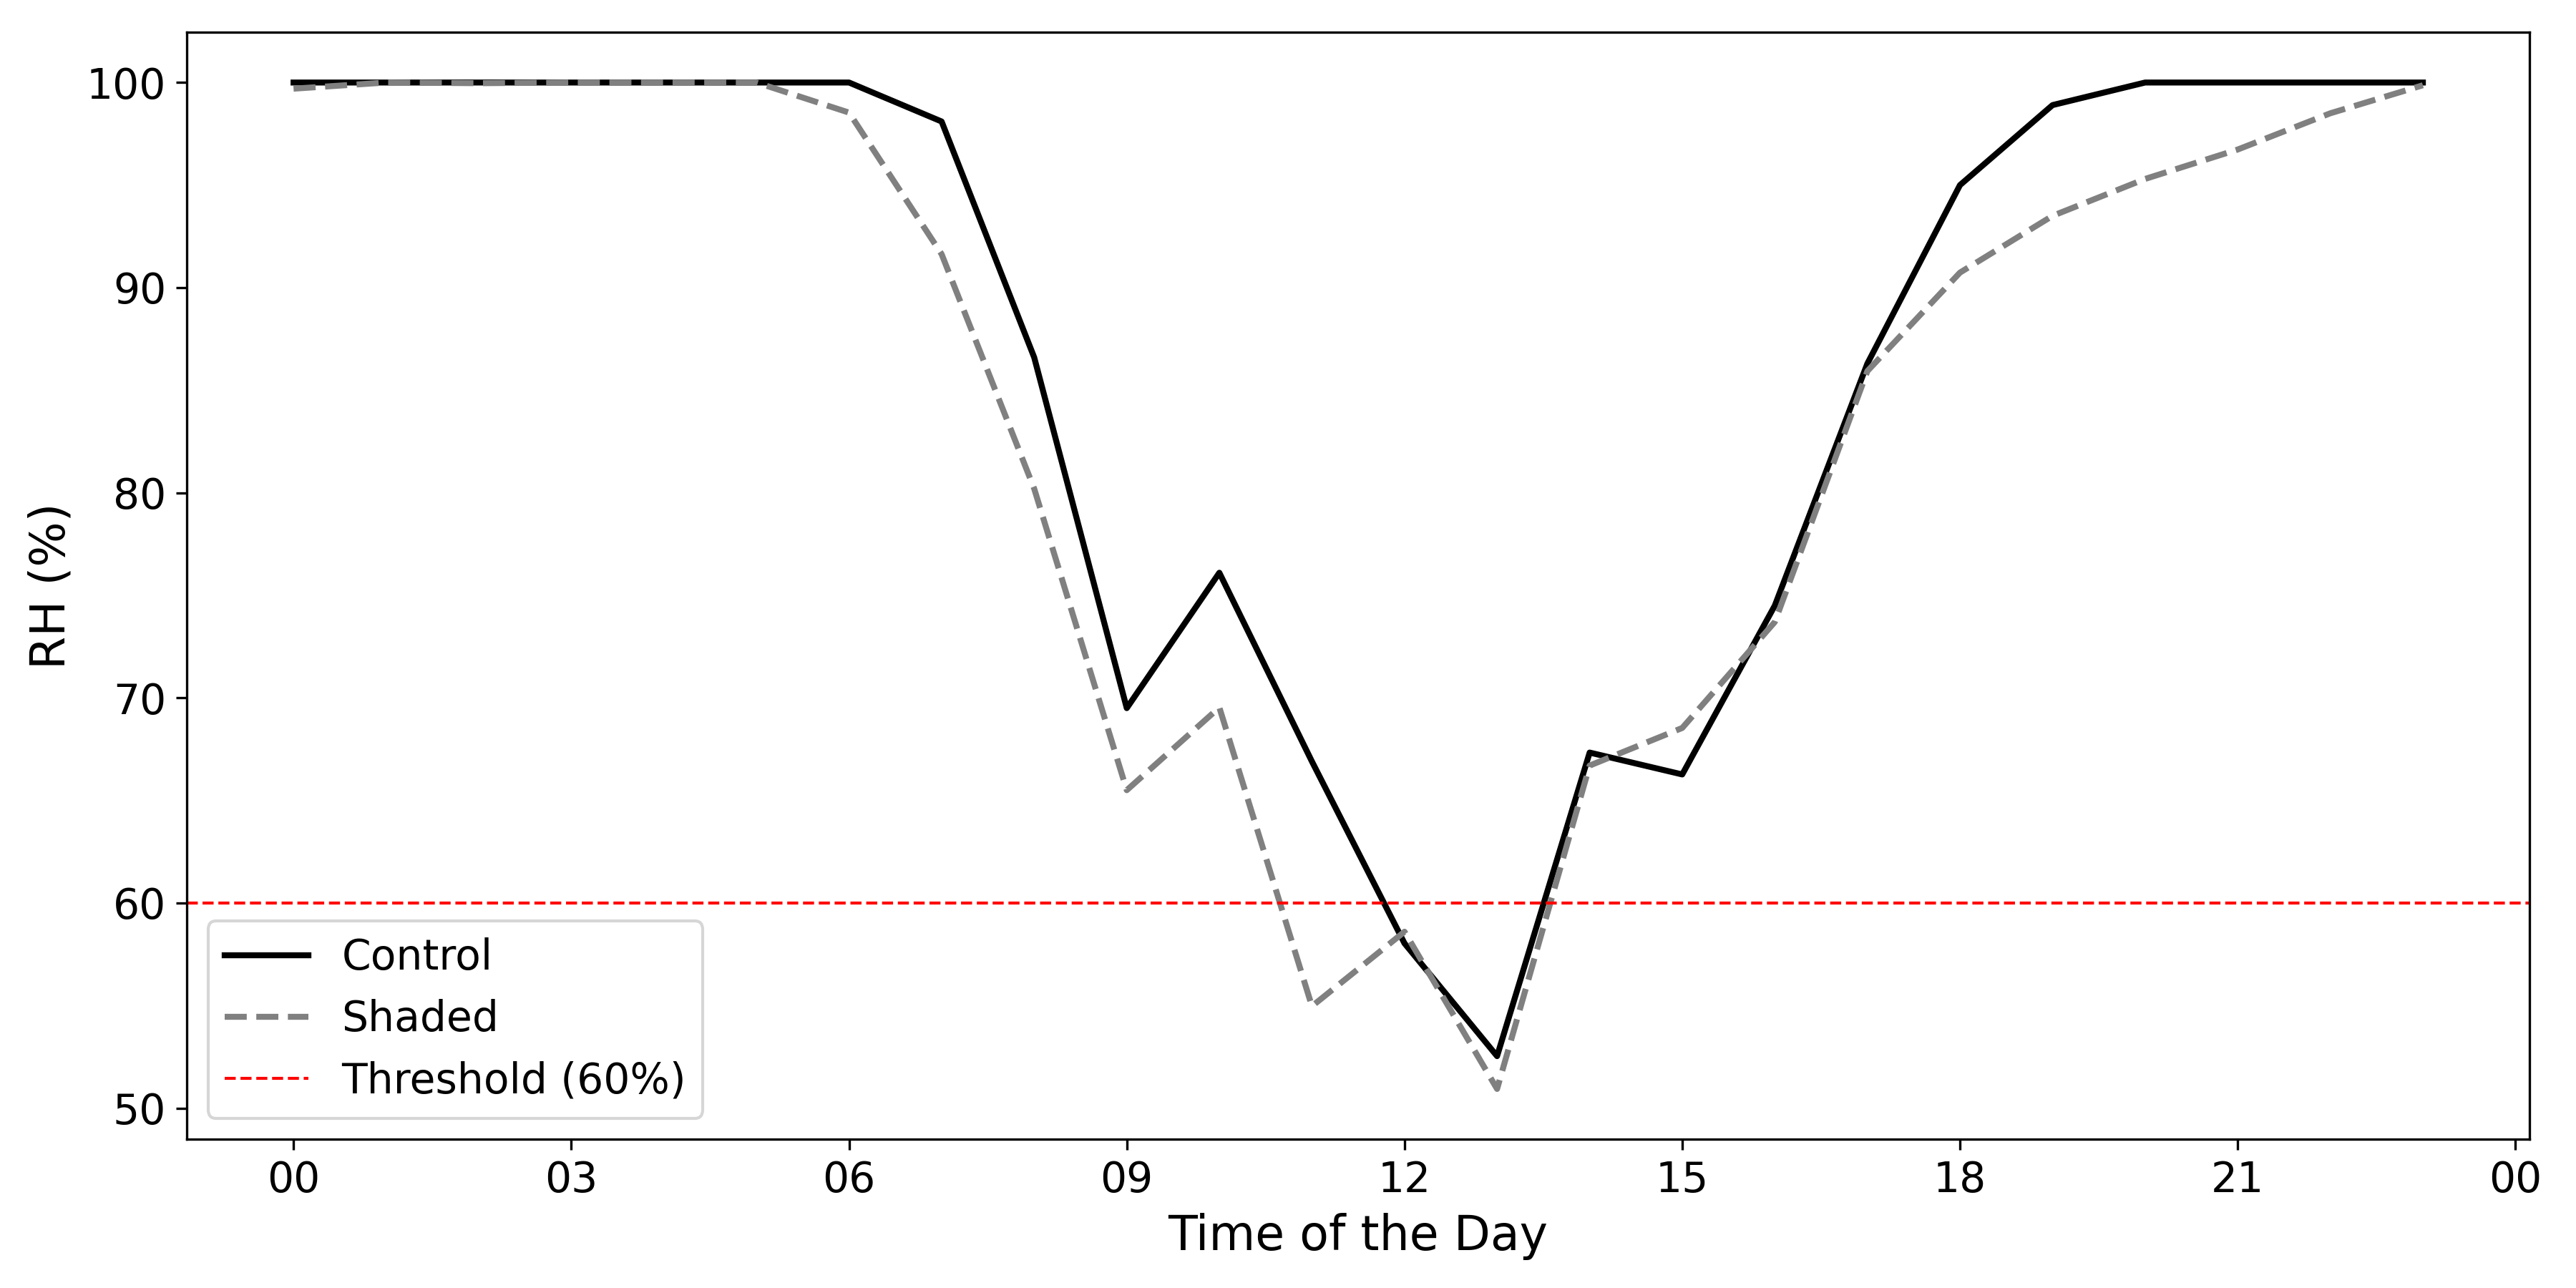 100
90
80
70
60
50
RH (%)
Control
Shaded
Threshold (60%)
00 03 06 09 12 15 18 21 00
Time of the Day